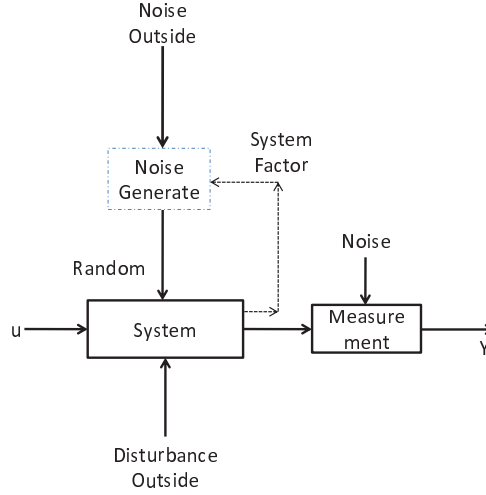 Noise
Outside
System
Factor
Noise
Generate
Random
Noise
u
System
Measure
ment
Y
Disturbance
Outside